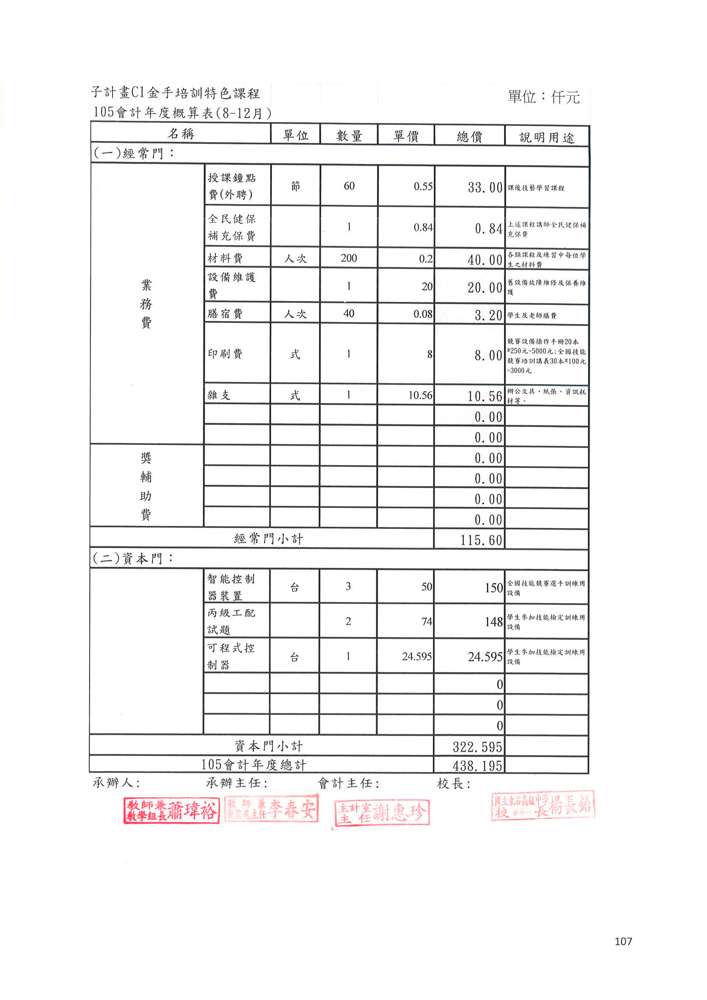 子計畫C1金手培訓特色課程
單位：仟元
105會計年度概算表(8-12月)
名稱 單位 數量 單價 總價 說明用途
(一)經常門：
業務費
授課鐘點
費(外聘) 節 60 0.55 33.00 課後技藝學習課程
全民健保
補充保費 1 0.84 0.84 上述課程講師全民健保補
充保費
材料費 人次 200 0.2 40.00 各類課程及練習中每位學
生之材料費
設備維護
費 1 20 20.00 舊設備故障維修及保養維
護
膳宿費 人次 40 0.08 3.20 學生及老師膳費
印刷費 式 1 8 8.00 競賽設備操作手冊20本
*250元=5000元;全國技能
競賽培訓講義30本*100元
=3000元
雜支 式 1 10.56 10.56 辦公文具、紙張、資訊耗
材等。
0.00
0.00
獎輔助費
0.00
0.00
0.00
0.00
經常門小計 115.60
(二)資本門：
智能控制
器裝置 台 3 50 150 全國技能競賽選手訓練用
設備
丙級工配
試題 2 74 148 學生參加技能檢定訓練用
設備
可程式控
制器 台 1 24.595 24.595 學生參加技能檢定訓練用
設備
0
0
0
資本門小計 322.595
105會計年度總計 438.195
承辦人: 承辦主任: 會計主任: 校長:
教師兼
教學組長 蕭瑋裕
教師兼
教務處主任 李春安
主計室
主任 謝惠珍
國立東石高級中學
校長 楊長
107